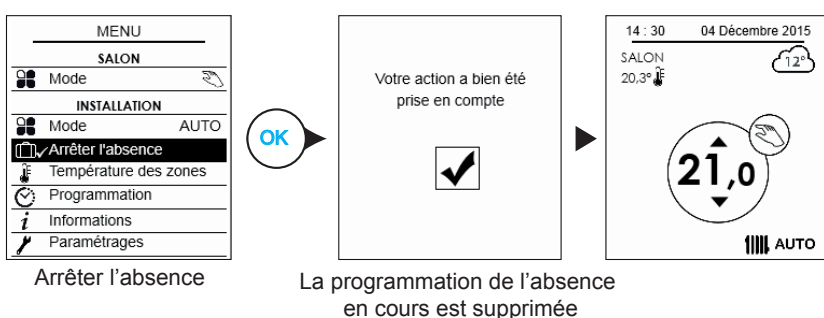 MENU
SALON
Mode
INSTALLATION
Mode AUTO
Arrêter l'absence
Température des zones
Programmation
i Informations
Paramétrages
Arrêter l'absence
OK
Votre action a bien été
prise en compte
La programmation de l'absence
en cours est supprimée
14 : 30 04 Décembre 2015
SALON
12°
20,3°
21,0
AUTO